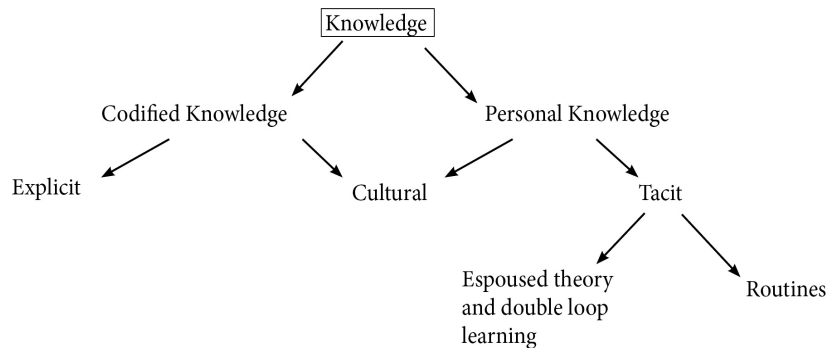 Knowledge
Codified Knowledge
Personal Knowledge
Explicit
Cultural
Tacit
Espoused theory
and double loop
learning
Routines